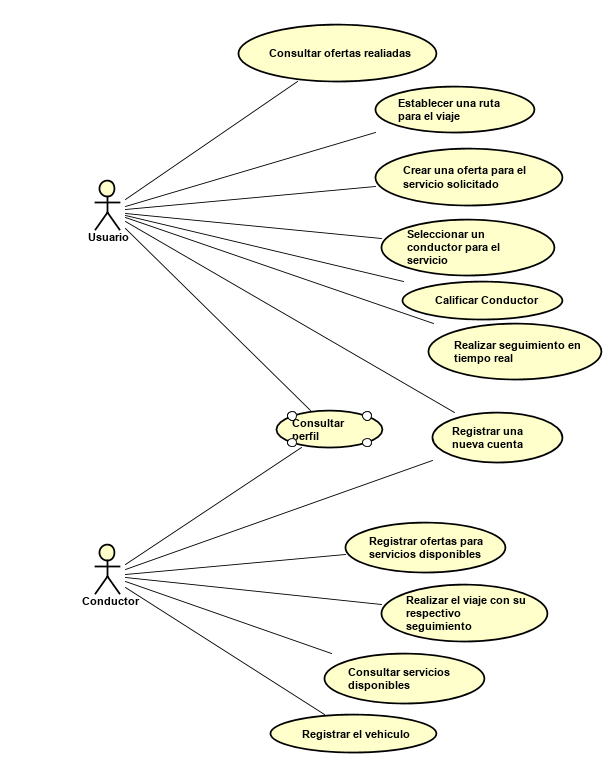 Consultar ofertas realiadas
Establecer una ruta
para el viaje
Crear una oferta para el
servicio solicitado
Usuario
Seleccionar un
conductor para el
servicio
Calificar Conductor
Realizar seguimiento en
tiempo real
Consultar
perfil
Registrar una
nueva cuenta
Registrar ofertas para
servicios disponibles
Conductor
Realizar el viaje con su
respectivo
seguimiento
Consultar servicios
disponibles
Registrar el vehiculo